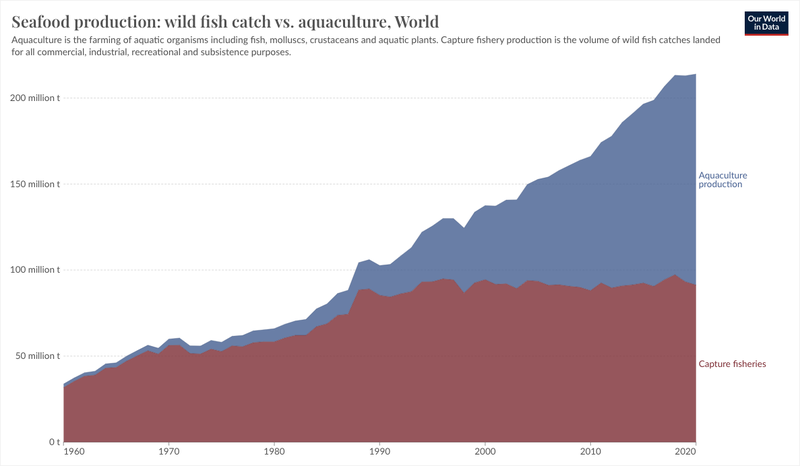 Seafood production: wild fish catch vs. aquaculture, World
Our World
in Data
Aquaculture is the farming of aquatic organisms including fish, molluscs, crustaceans and aquatic plants. Capture fishery production is the volume of wild fish catches landed
for all commercial, industrial, recreational and subsistence purposes.
200 million t
150 million t
100 million t
50 million t
0 t
Aquaculture
production
Capture fisheries
1960
1970
1980
1990
2000
2010
2020